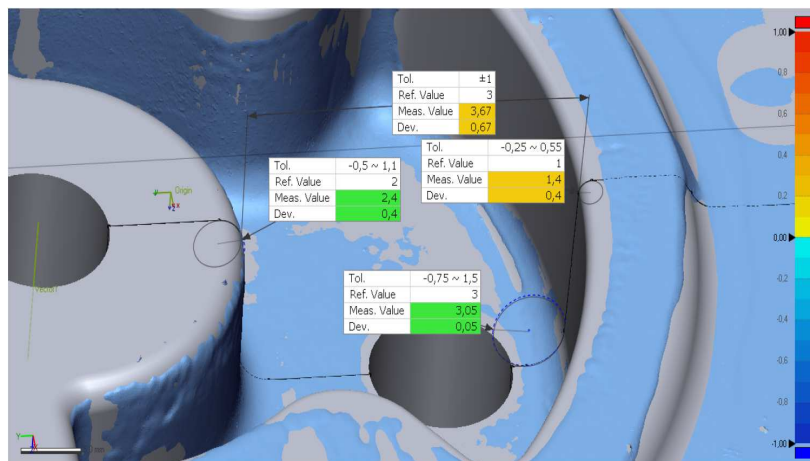 Tol. ±1
Ref. Value 3
Meas. Value 3,67
Dev. 0,67
Tol. -0,25 ~ 0,55
Ref. Value 1
Meas. Value 1,4
Dev. 0,4
Tol. -0,5 ~ 1,1
Ref. Value 2
Meas. Value 2,4
Dev. 0,4
Tol. -0,75 ~ 1,5
Ref. Value 3
Meas. Value 3,05
Dev. 0,05
Origin
1,00
0,8
0,6
0,4
0,2
0,00
-0,2
-0,4
-0,6
-0,8
-1,00
Y